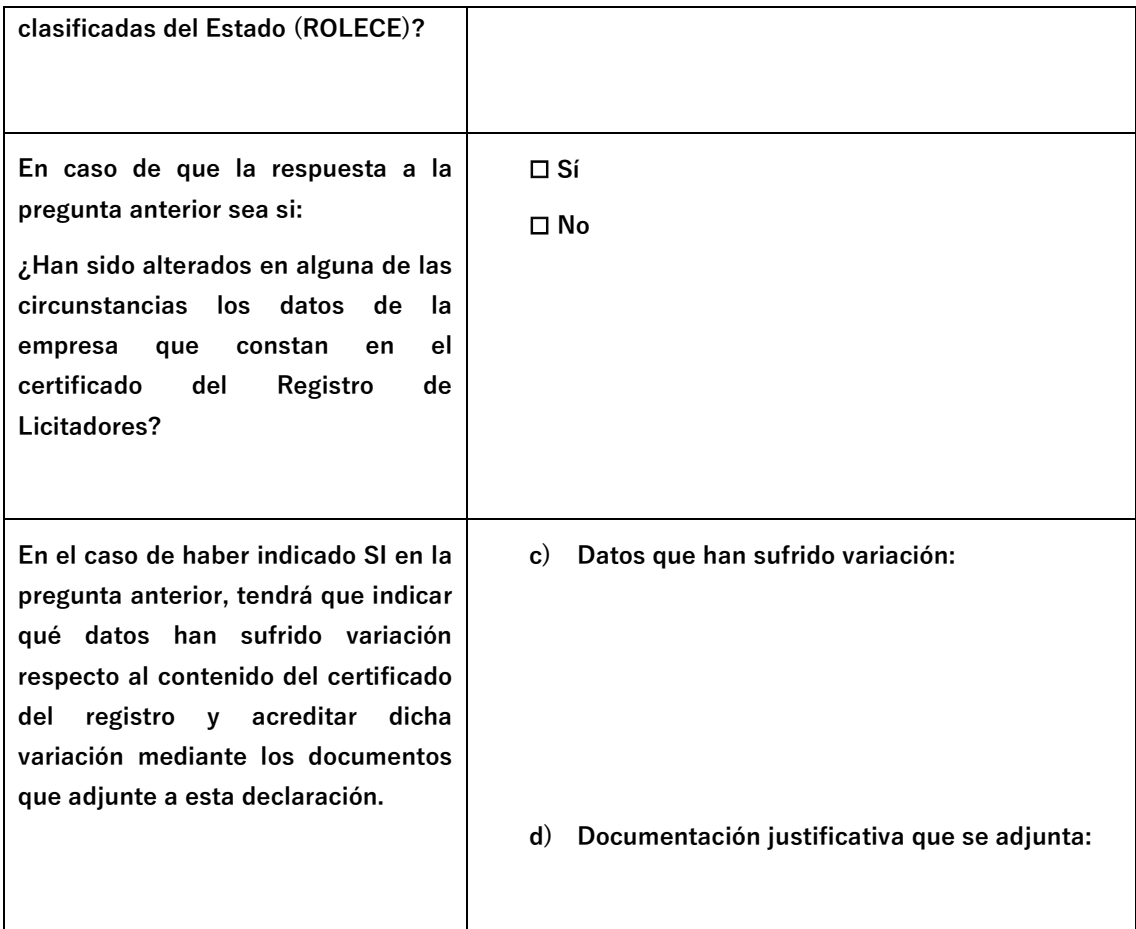 clasificadas del Estado (ROLECE)?
En caso de que la respuesta a la
pregunta anterior sea si:
¿Han sido alterados en alguna de las
circunstancias los datos de la
empresa que constan en el
certificado del Registro de
Licitadores?
☐ Sí
☐ No
En el caso de haber indicado SI en la
pregunta anterior, tendrá que indicar
qué datos han sufrido variación
respecto al contenido del certificado
del registro y acreditar dicha
variación mediante los documentos
que adjunte a esta declaración.
c) Datos que han sufrido variación:
d) Documentación justificativa que se adjunta: